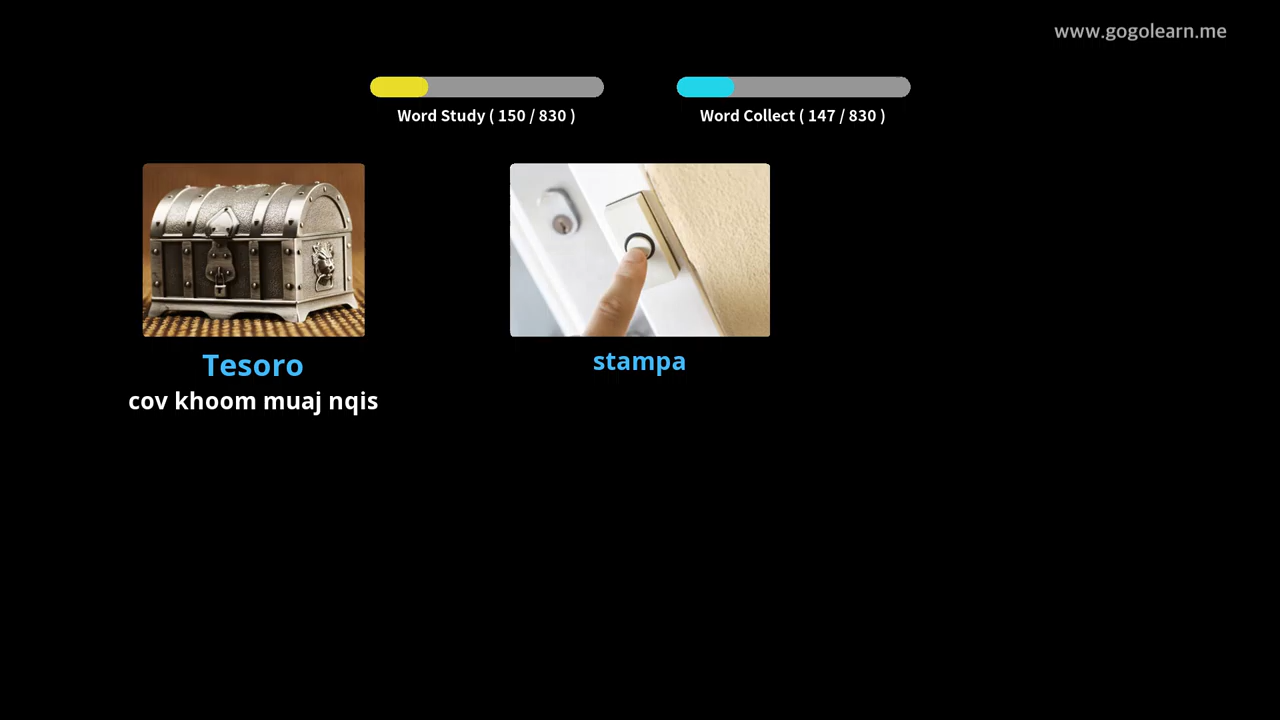 www.gogolearn.me
Word Study ( 150 / 830 )
Word Collect ( 147 / 830 )
Tesoro
cov khoom muaj nqis
stampa